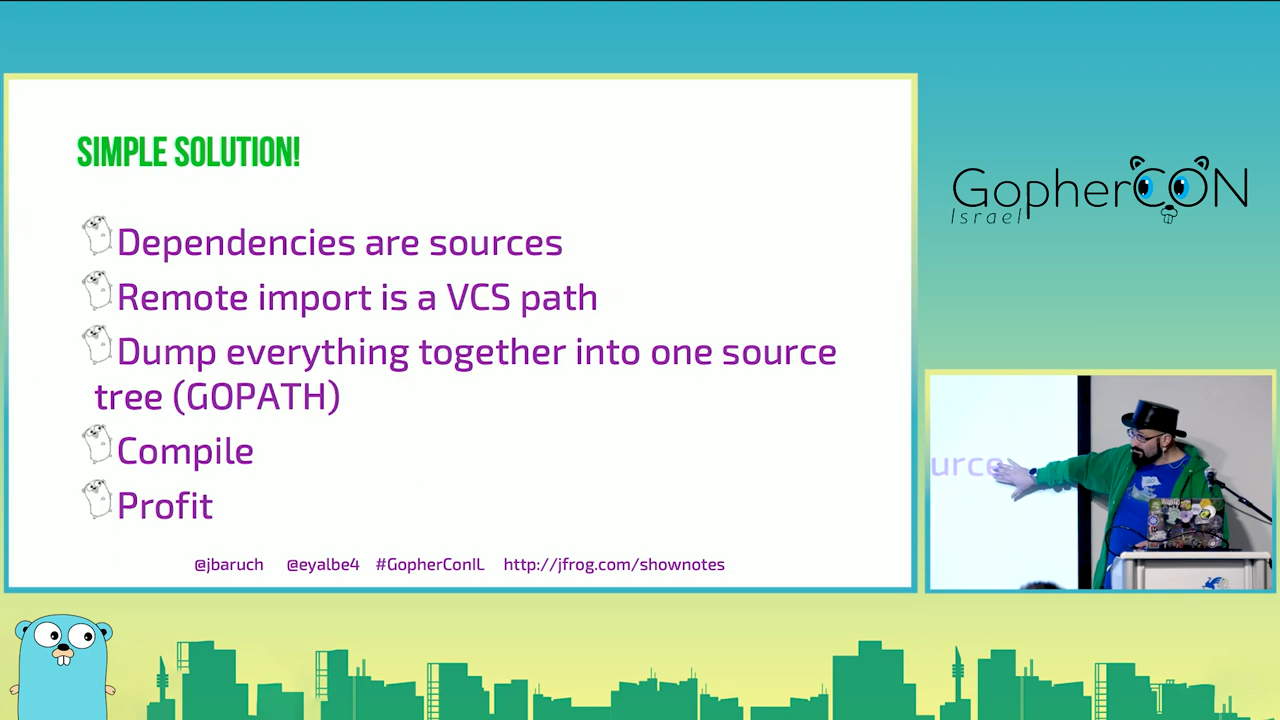 SIMPLE SOLUTION!
Dependencies are sources
Remote import is a VCS path
Dump everything together into one source
tree (GOPATH)
Compile
Profit
@jbaruch @eyalbe4 #GopherConIL http://jfrog.com/shownotes
GopherCON
Israel
urce